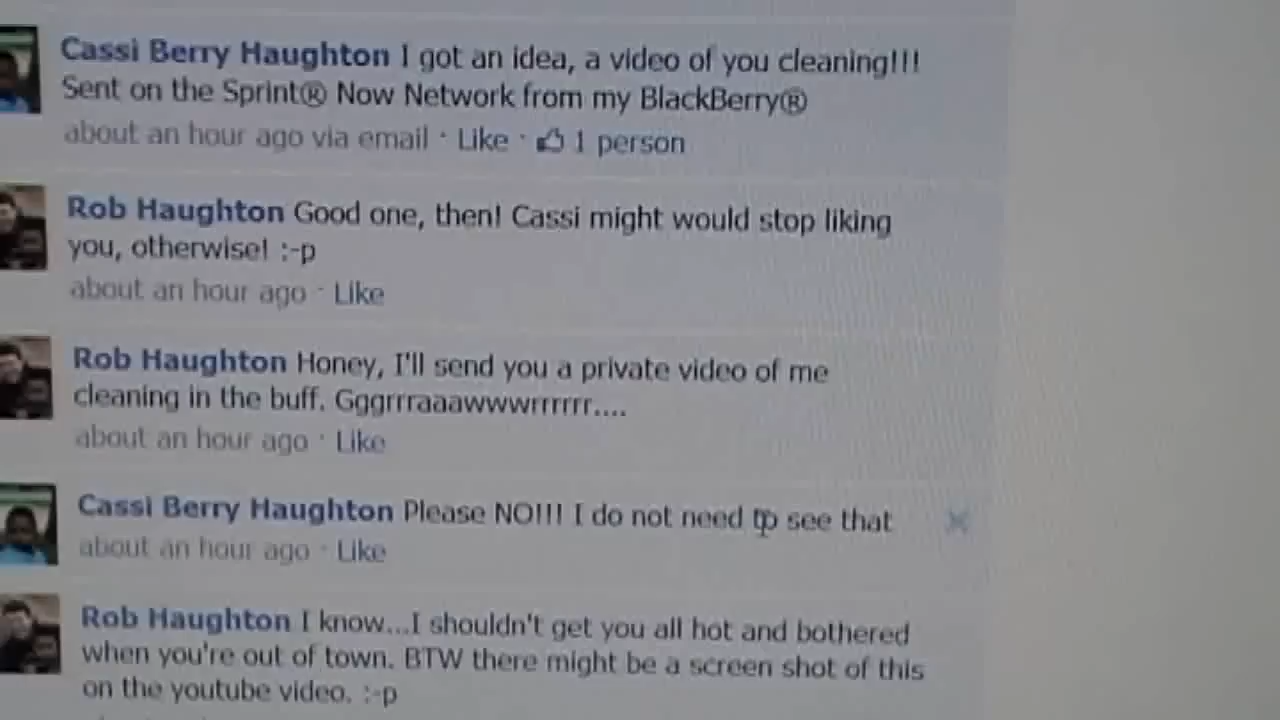 Cassi Berry Haughton I got an idea, a video of you cleaning!!!
Sent on the Sprint® Now Network from my BlackBerry®
about an hour ago via email · Like · 1 person
Rob Haughton Good one, then! Cassi might would stop liking
you, otherwise! :-p
about an hour ago · Like
Rob Haughton Honey, I'll send you a private video of me
cleaning in the buff. Gggrrraaawwwrrrrrr....
about an hour ago · Like
Cassi Berry Haughton Please NO!!! I do not need to see that
about an hour ago · Like
Rob Haughton I know...I shouldn't get you all hot and bothered
when you're out of town. BTW there might be a screen shot of this
on the youtube video. :-p